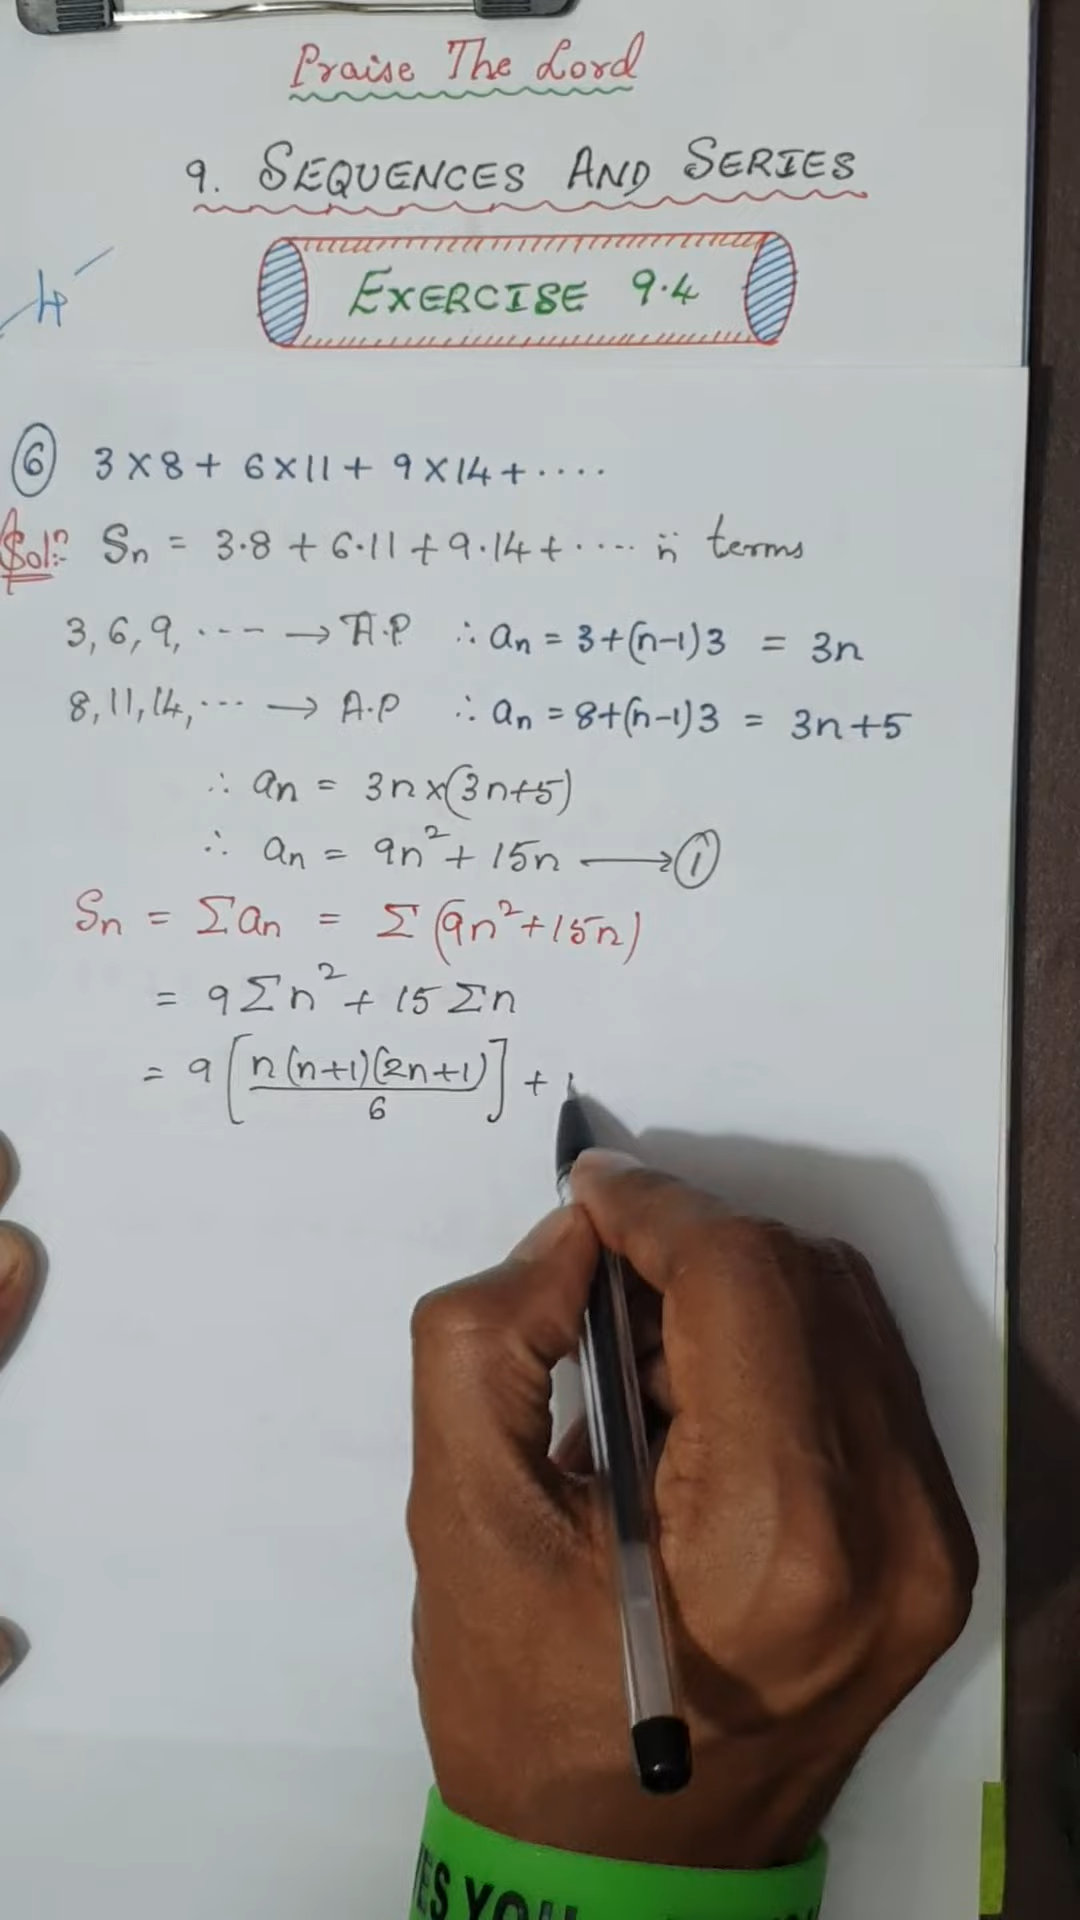 Praise The Lord
9. SEQUENCES AND SERIES
EXERCISE 9.4
⑥ 3×8 + 6×11 + 9×14 + ....
Sol:- Sn = 3·8 + 6·11 + 9·14 + .... n terms
3, 6, 9, ---- → A.P ∴ an = 3+(n-1)3 = 3n
8, 11, 14, ... → A.P ∴ an = 8+(n-1)3 = 3n+5
∴ an = 3n×(3n+5)
∴ an = 9n² + 15n → ①
Sn = Σan = Σ(9n²+15n)
= 9Σn² + 15Σn
= 9[n(n+1)(2n+1)/6] +
YOU